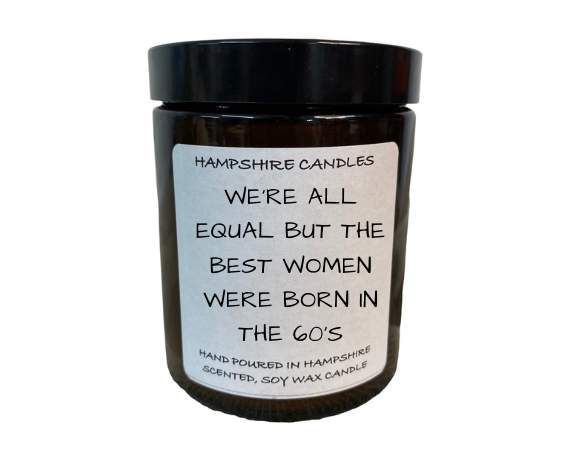 HAMPSHIRE CANDLES
WE'RE ALL
EQUAL BUT THE
BEST WOMEN
WERE BORN IN
THE 60'S
HAND POURED IN HAMPSHIRE
SCENTED, SOY WAX CANDLE